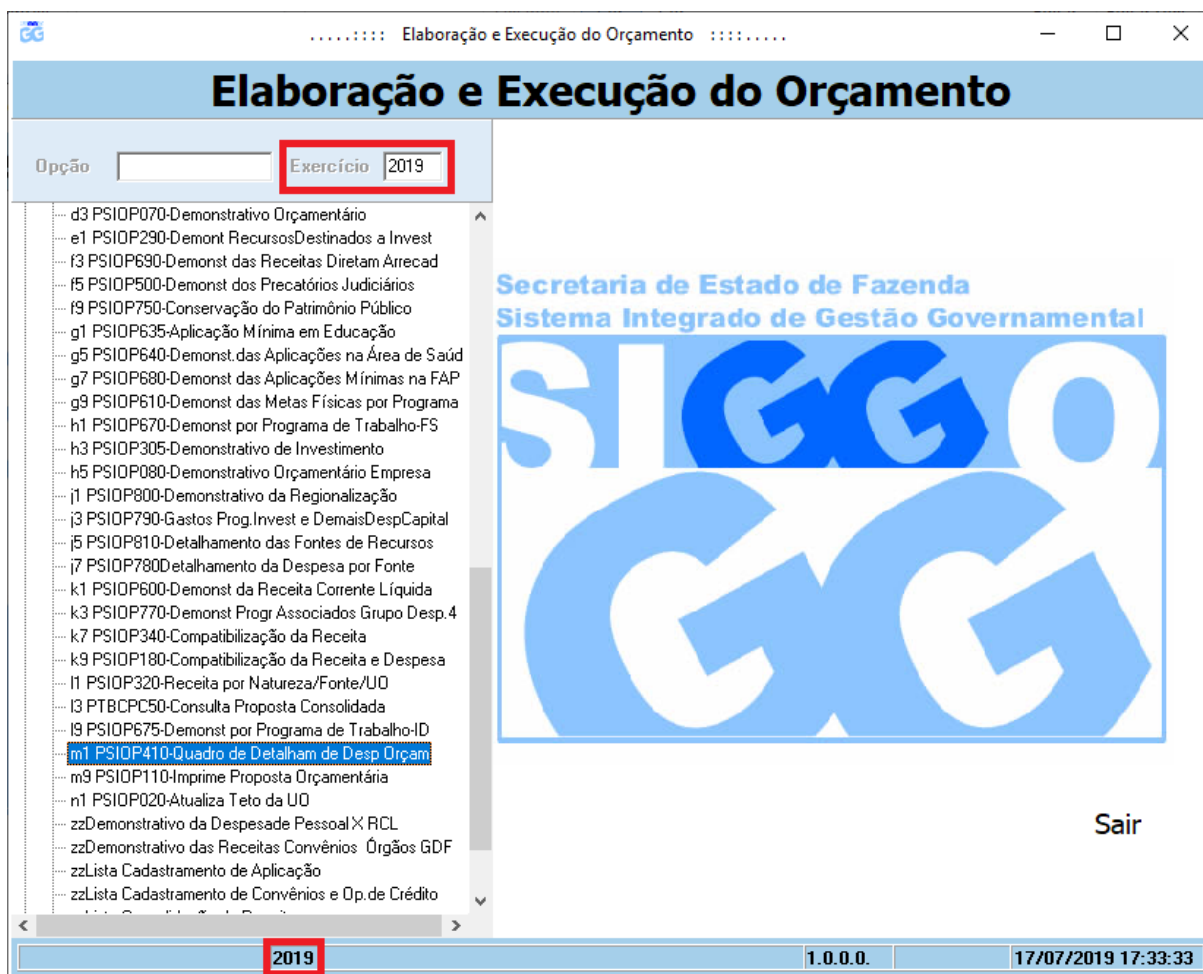 .....:::: Elaboração e Execução do Orçamento ::::.....
Elaboração e Execução do Orçamento
Opção Exercício 2019
d3 PSIOP070-Demonstrativo Orçamentário
e1 PSIOP290-Demont RecursosDestinados a Invest
f3 PSIOP690-Demonst das Receitas Diretam Arrecad
f5 PSIOP500-Demonst dos Precatórios Judiciários
f9 PSIOP750-Conservação do Patrimônio Público
g1 PSIOP635-Aplicação Mínima em Educação
g5 PSIOP640-Demonst.das Aplicações na Área de Saúd
g7 PSIOP680-Demonst das Aplicações Mínimas na FAP
g9 PSIOP610-Demonst das Metas Físicas por Programa
h1 PSIOP670-Demonst por Programa de Trabalho-FS
h3 PSIOP305-Demonstrativo de Investimento
h5 PSIOP080-Demonstrativo Orçamentário Empresa
j1 PSIOP800-Demonstrativo da Regionalização
j3 PSIOP790-Gastos Prog.Invest e DemaisDespCapital
j5 PSIOP810-Detalhamento das Fontes de Recursos
j7 PSIOP780Detalhamento da Despesa por Fonte
k1 PSIOP600-Demonst da Receita Corrente Líquida
k3 PSIOP770-Demonst Progr Associados Grupo Desp.4
k7 PSIOP340-Compatibilização da Receita
k9 PSIOP180-Compatibilização da Receita e Despesa
l1 PSIOP320-Receita por Natureza/Fonte/UO
l3 PTBCPC50-Consulta Proposta Consolidada
l9 PSIOP675-Demonst por Programa de Trabalho-ID
m1 PSIOP410-Quadro de Detalham de Desp Orçam
m9 PSIOP110-Imprime Proposta Orçamentária
n1 PSIOP020-Atualiza Teto da UO
zzDemonstrativo da Despesade Pessoal X RCL
zzDemonstrativo das Receitas Convênios Órgãos GDF
zzLista Cadastramento de Aplicação
zzLista Cadastramento de Convênios e Op.de Crédito
Secretaria de Estado de Fazenda
Sistema Integrado de Gestão Governamental
SIGGO
GG
Sair
2019 1.0.0.0. 17/07/2019 17:33:33